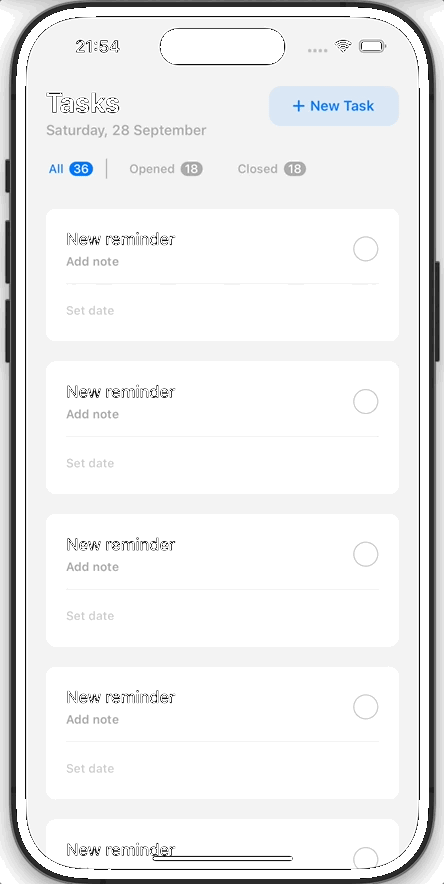 21:54
Tasks
+ New Task
Saturday, 28 September
All 36 Opened 18 Closed 18
New reminder
Add note
Set date
New reminder
Add note
Set date
New reminder
Add note
Set date
New reminder
Add note
Set date
New reminder